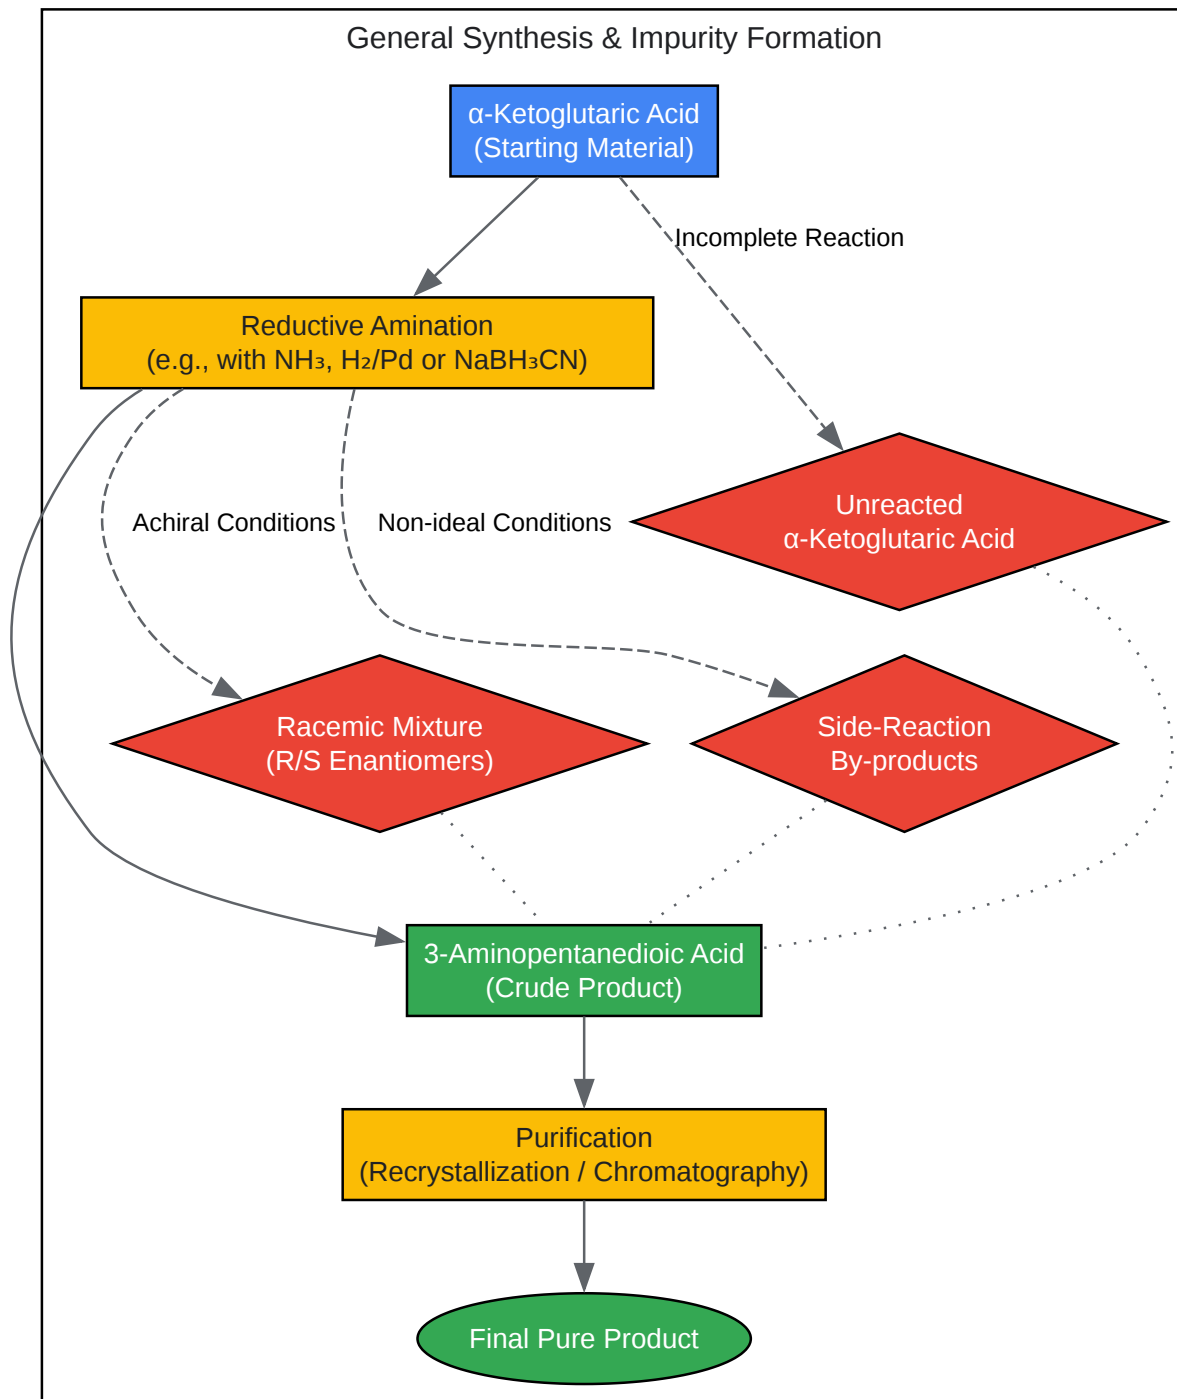 General Synthesis & Impurity Formation
α-Ketoglutaric Acid
(Starting Material)
Incomplete Reaction
Reductive Amination
(e.g., with NH₃, H₂/Pd or NaBH₃CN)
Achiral Conditions
Non-ideal Conditions
Unreacted
α-Ketoglutaric Acid
Racemic Mixture
(R/S Enantiomers)
Side-Reaction
By-products
3-Aminopentanedioic Acid
(Crude Product)
Purification
(Recrystallization / Chromatography)
Final Pure Product